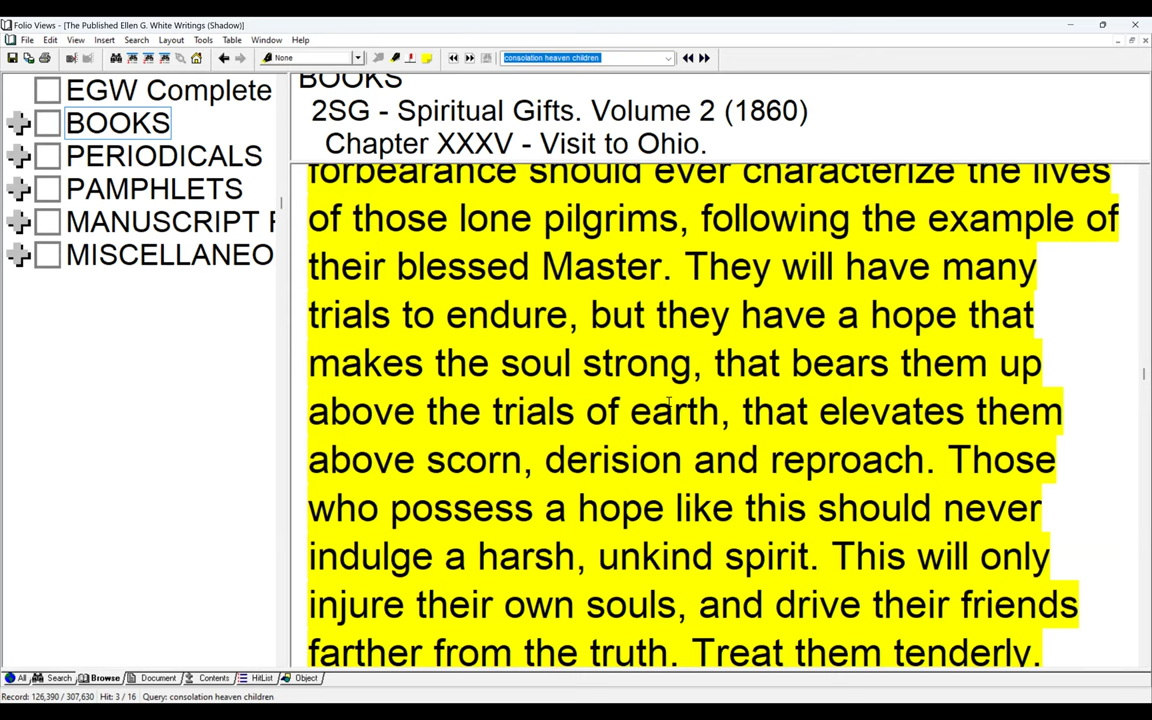 Folio Views - [The Published Ellen G. White Writings (Shadow)]
File Edit View Insert Search Layout Tools Table Window Help
None
consolation heaven children
EGW Complete
BOOKS
PERIODICALS
PAMPHLETS
MANUSCRIPT
MISCELLANEO
BOOKS
2SG - Spiritual Gifts. Volume 2 (1860)
Chapter XXXV - Visit to Ohio.
forbearance should ever characterize the lives
of those lone pilgrims, following the example of
their blessed Master. They will have many
trials to endure, but they have a hope that
makes the soul strong, that bears them up
above the trials of earth, that elevates them
above scorn, derision and reproach. Those
who possess a hope like this should never
indulge a harsh, unkind spirit. This will only
injure their own souls, and drive their friends
farther from the truth. Treat them tenderly.
All Search Browse Document Contents HitList Object
Record: 126,390 / 307,630 Hit: 3 / 16 Query: consolation heaven children